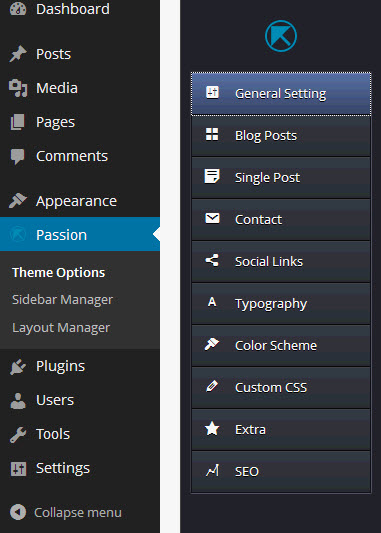 Dashboard
Posts
Media
Pages
Comments
Appearance
Passion
Theme Options
Sidebar Manager
Layout Manager
Plugins
Users
Tools
Settings
Collapse menu
General Setting
Blog Posts
Single Post
Contact
Social Links
A Typography
Color Scheme
Custom CSS
Extra
SEO